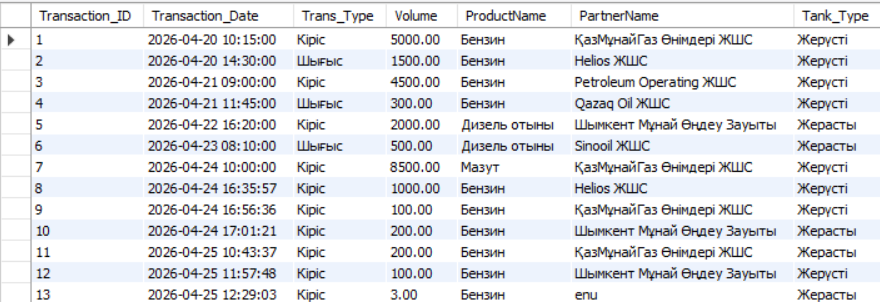 Transaction_ID Transaction_Date Trans_Type Volume ProductName PartnerName Tank_Type
1 2026-04-20 10:15:00 Кіріс 5000.00 Бензин ҚазМұнайГаз Өнімдері ЖШС Жерүсті
2 2026-04-20 14:30:00 Шығыс 1500.00 Бензин Helios ЖШС Жерүсті
3 2026-04-21 09:00:00 Кіріс 4500.00 Бензин Petroleum Operating ЖШС Жерүсті
4 2026-04-21 11:45:00 Шығыс 300.00 Бензин Qazaq Oil ЖШС Жерүсті
5 2026-04-22 16:20:00 Кіріс 2000.00 Дизель отыны Шымкент Мұнай Өңдеу Зауыты Жерасты
6 2026-04-23 08:10:00 Шығыс 500.00 Дизель отыны Sinooil ЖШС Жерасты
7 2026-04-24 10:00:00 Кіріс 8500.00 Мазут ҚазМұнайГаз Өнімдері ЖШС Жерүсті
8 2026-04-24 16:35:57 Кіріс 1000.00 Бензин Helios ЖШС Жерүсті
9 2026-04-24 16:56:36 Кіріс 100.00 Бензин ҚазМұнайГаз Өнімдері ЖШС Жерүсті
10 2026-04-24 17:01:21 Кіріс 200.00 Бензин Шымкент Мұнай Өңдеу Зауыты Жерасты
11 2026-04-25 10:43:37 Кіріс 200.00 Бензин ҚазМұнайГаз Өнімдері ЖШС Жерасты
12 2026-04-25 11:57:48 Кіріс 100.00 Бензин Шымкент Мұнай Өңдеу Зауыты Жерүсті
13 2026-04-25 12:29:03 Кіріс 3.00 Бензин enu Жерасты